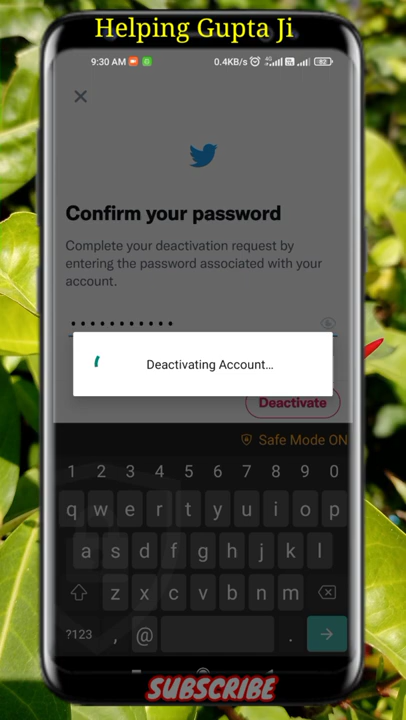 Helping Gupta Ji
9:30 AM
0.4KB/s
4G
82
Confirm your password
Complete your deactivation request by
entering the password associated with your
account.
Deactivating Account...
Deactivate
Safe Mode ON
1 2 3 4 5 6 7 8 9 0
q w e r t y u i o p
a s d f g h j k l
z x c v b n m
?123 , @ .
SUBSCRIBE